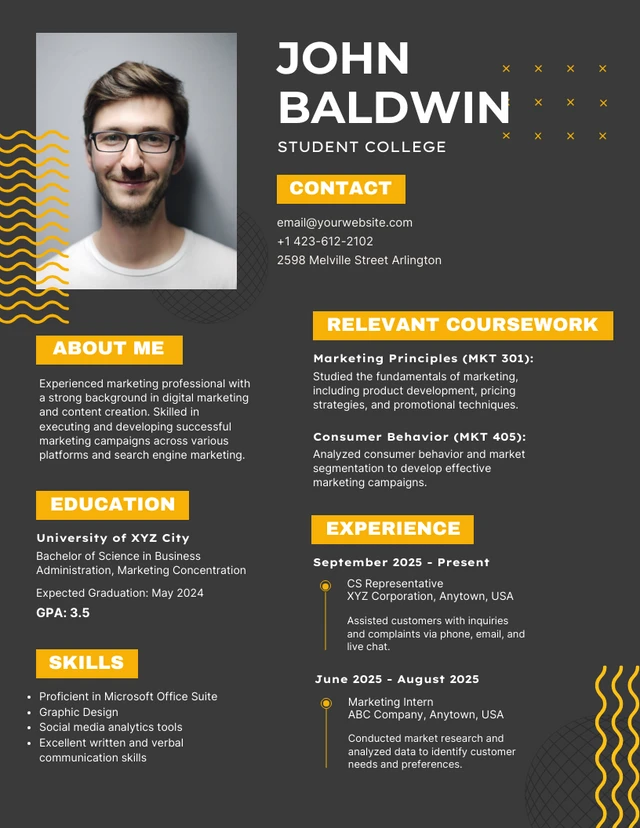 JOHN
BALDWIN
STUDENT COLLEGE
CONTACT
email@yourwebsite.com
+1 423-612-2102
2598 Melville Street Arlington
ABOUT ME
Experienced marketing professional with
a strong background in digital marketing
and content creation. Skilled in
executing and developing successful
marketing campaigns across various
platforms and search engine marketing.
EDUCATION
University of XYZ City
Bachelor of Science in Business
Administration, Marketing Concentration
Expected Graduation: May 2024
GPA: 3.5
SKILLS
• Proficient in Microsoft Office Suite
• Graphic Design
• Social media analytics tools
• Excellent written and verbal
communication skills
RELEVANT COURSEWORK
Marketing Principles (MKT 301):
Studied the fundamentals of marketing,
including product development, pricing
strategies, and promotional techniques.
Consumer Behavior (MKT 405):
Analyzed consumer behavior and market
segmentation to develop effective
marketing campaigns.
EXPERIENCE
September 2025 - Present
CS Representative
XYZ Corporation, Anytown, USA
Assisted customers with inquiries
and complaints via phone, email, and
live chat.
June 2025 - August 2025
Marketing Intern
ABC Company, Anytown, USA
Conducted market research and
analyzed data to identify customer
needs and preferences.